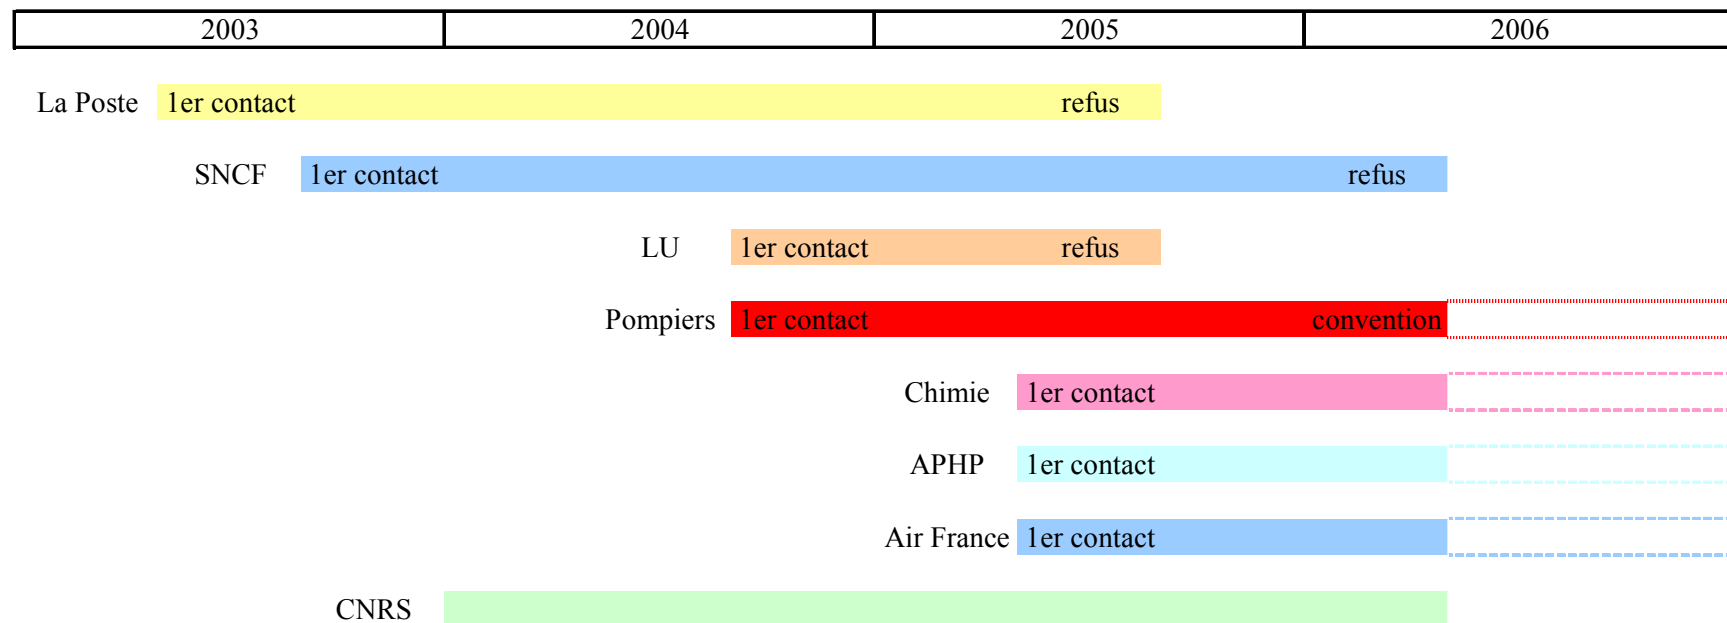 2003 2004 2005 2006
La Poste 1er contact refus
SNCF 1er contact refus
LU 1er contact refus
Pompiers 1er contact convention
Chimie 1er contact
APHP 1er contact
Air France 1er contact
CNRS